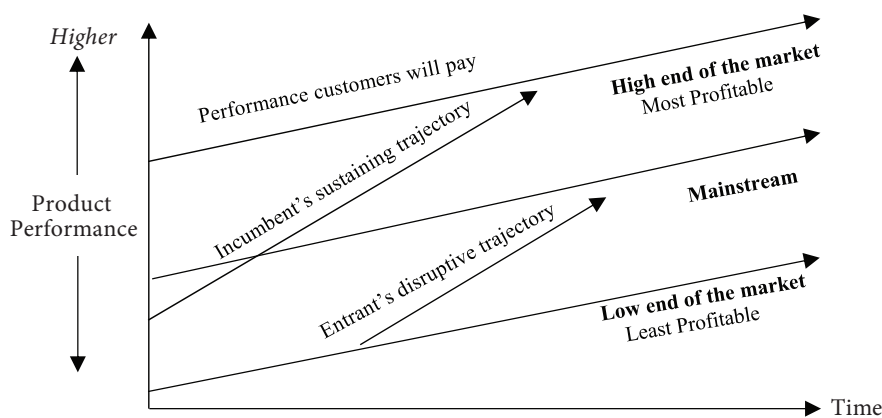 Higher
Performance customers will pay
High end of the market
Most Profitable
Incumbent’s sustaining trajectory
Mainstream
Product
Performance
Entrant’s disruptive trajectory
Low end of the market
Least Profitable
Time